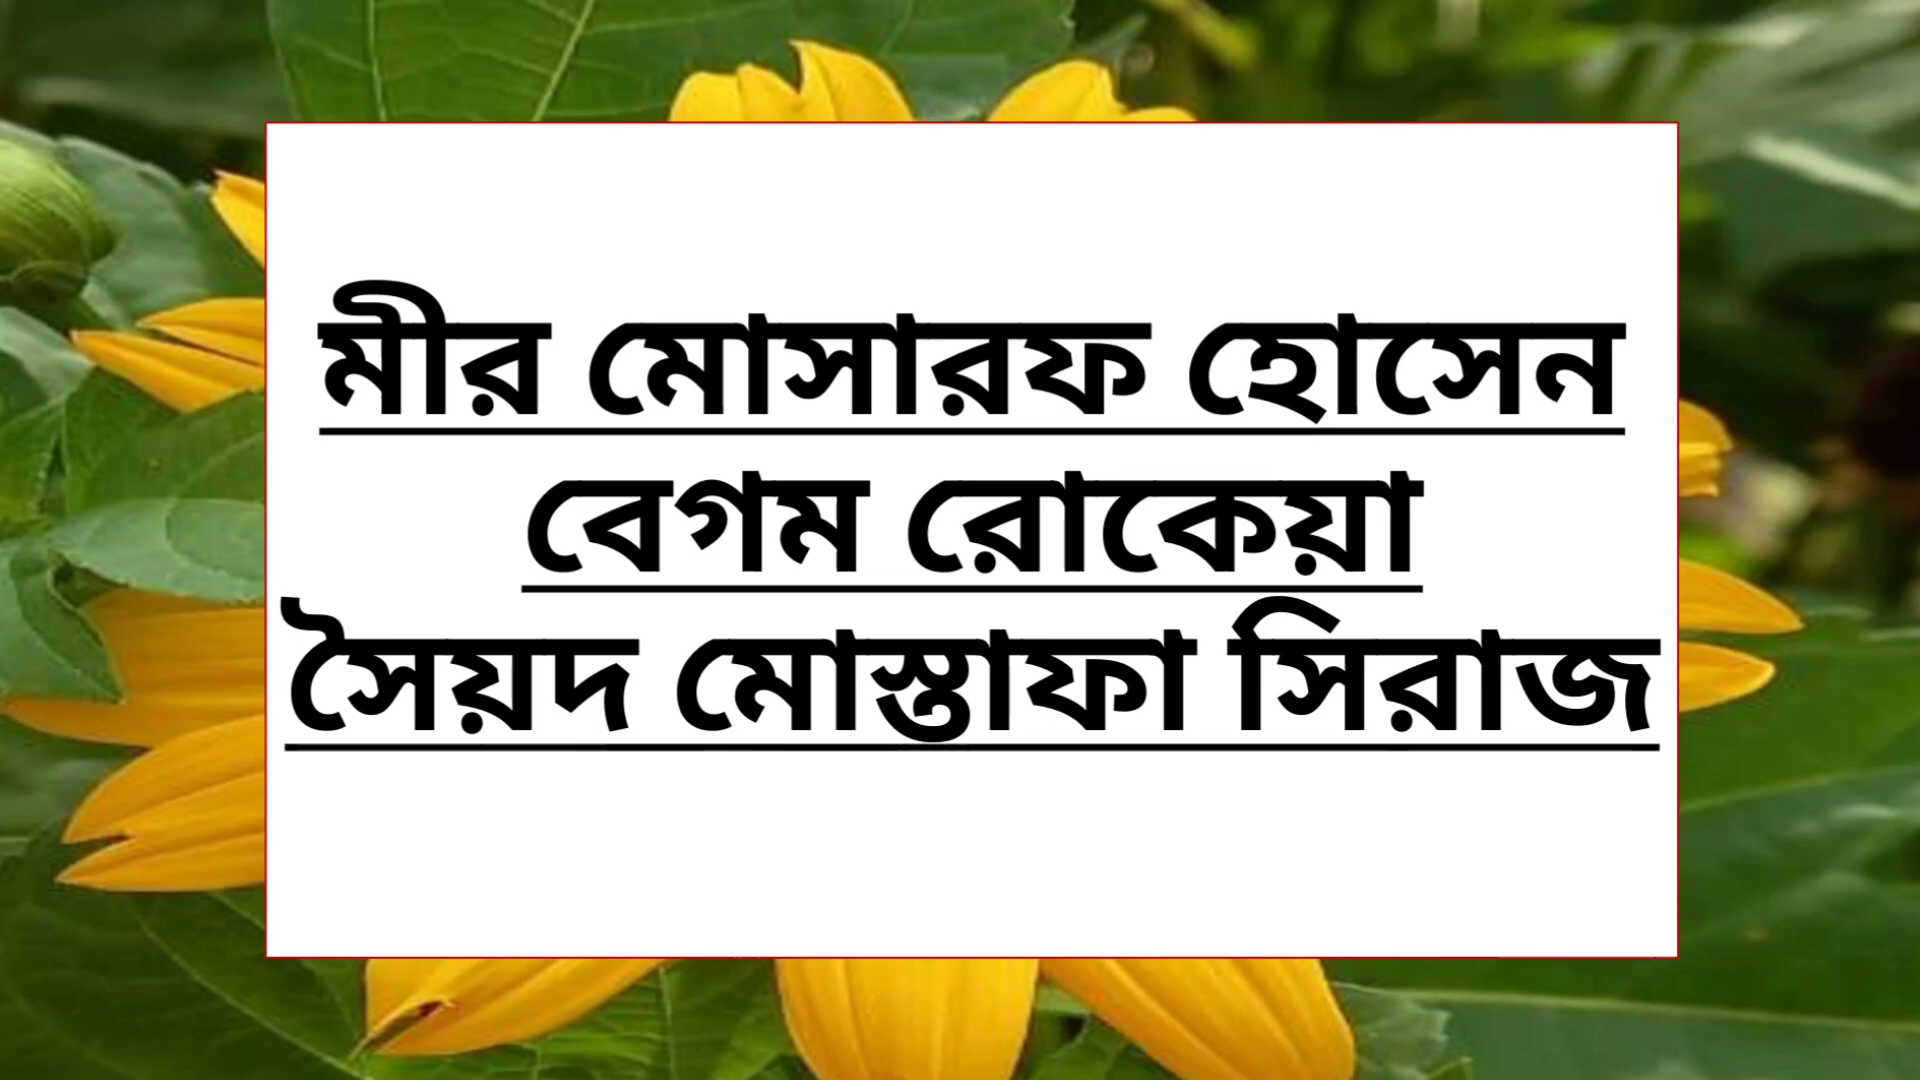 মীর মোসারফ হোসেন
বেগম রোকেয়া
সৈয়দ মোস্তাফা সিরাজ